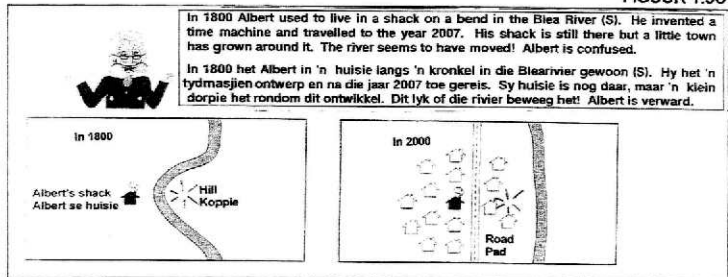 In 1800 Albert used to live in a shack on a bend in the Blea River (S). He invented a
time machine and travelled to the year 2007. His shack is still there but a little town
has grown around it. The river seems to have moved! Albert is confused.
In 1800 het Albert in 'n huisie langs 'n kronkel in die Blearivier gewoon (S). Hy het 'n
tydmasjien ontwerp en na die jaar 2007 toe gereis. Sy huisie is nog daar, maar 'n klein
dorpie het rondom dit ontwikkel. Dit lyk of die rivier beweeg het! Albert is verward.
In 1800
Albert's shack
Albert se huisie
Hill
Koppie
In 2000
Road
Pad